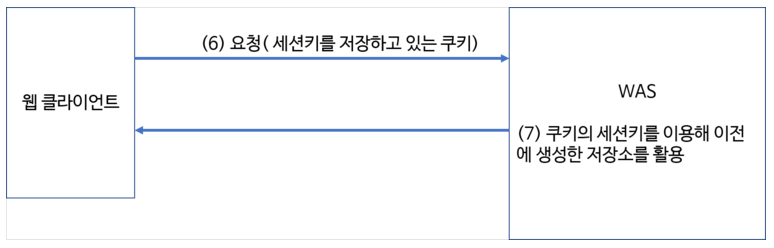 (6) 요청( 세션키를 저장하고 있는 쿠키)
웹 클라이언트
WAS
(7) 쿠키의 세션키를 이용해 이전
에 생성한 저장소를 활용